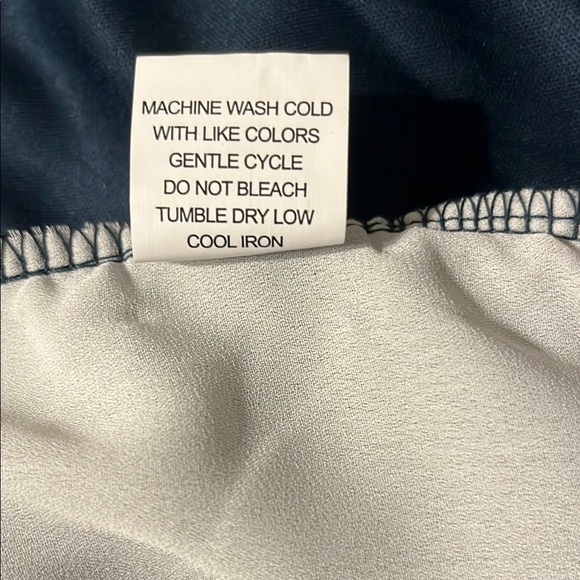 MACHINE WASH COLD
WITH LIKE COLORS
GENTLE CYCLE
DO NOT BLEACH
TUMBLE DRY LOW
COOL IRON